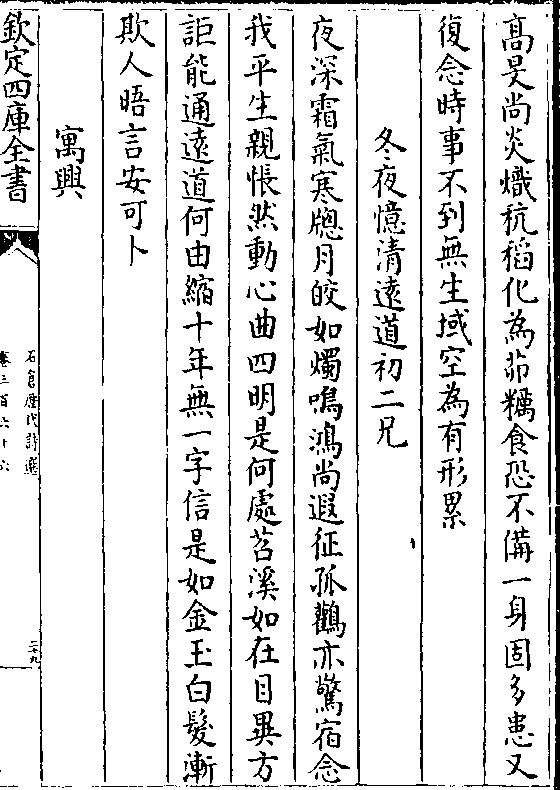 高旻尚炎熾秔稻化為茆糲食恐不備一身固多患又
復念時事不到無生域空為有形累
冬夜憶清遠道初二兄
夜深霜氣寒牕月皎如燭鳴鴻尚遐征孤鸛亦驚宿念
我平生親悵然動心曲四明是何處苕溪如在目異方
詎能通遠道何由縮十年無一字信是如金玉白髮漸
欺人晤言安可卜
寓興
欽定四庫全書
石倉歴代詩選
卷三百六十六
二十九